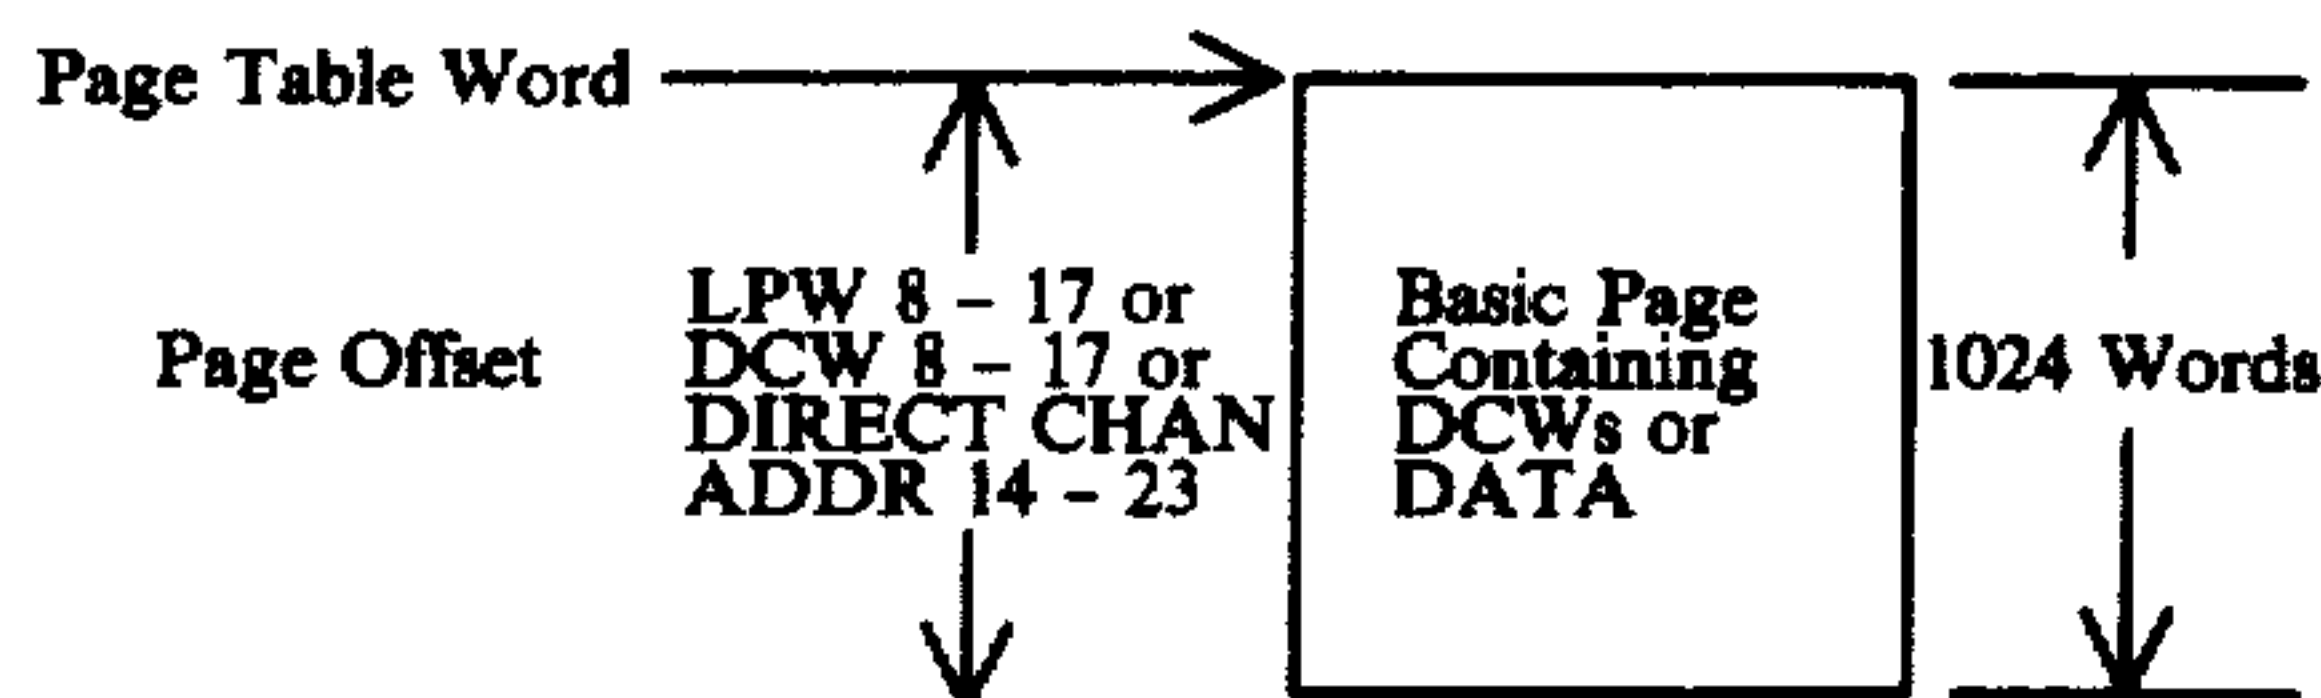 Page Table Word
Page Offset
LPW 8 – 17 or
DCW 8 – 17 or
DIRECT CHAN
ADDR 14 – 23
Basic Page
Containing
DCWs or
DATA
1024 Words